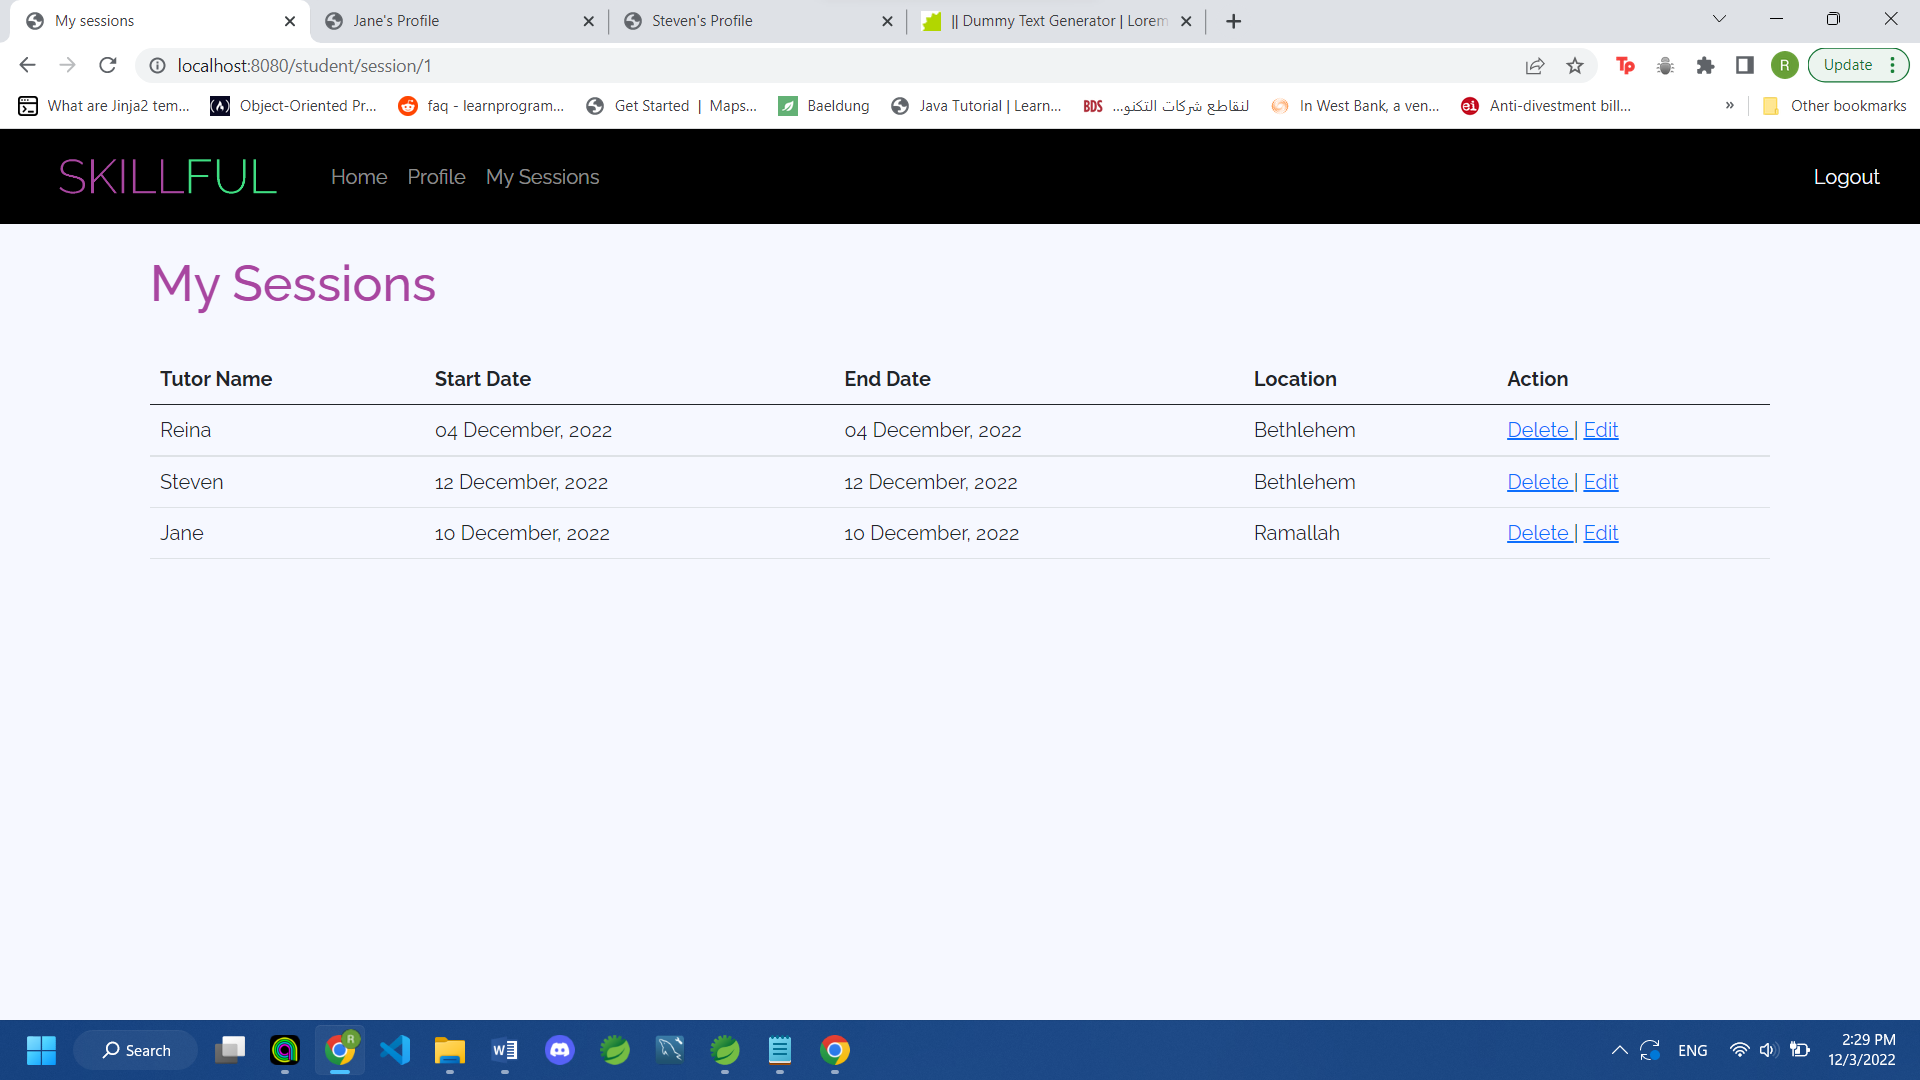 My sessions
Jane's Profile
Steven's Profile
|| Dummy Text Generator | Lorem
localhost:8080/student/session/1
R
Update
What are Jinja2 tem...
Object-Oriented Pr...
faq - learnprogram...
Get Started | Maps...
Baeldung
Java Tutorial | Learn...
BDS
لنقاطع شركات التكنو...
In West Bank, a ven...
ei
Anti-divestment bill...
»
Other bookmarks
SKILLFUL
Home
Profile
My Sessions
Logout
My Sessions
Tutor Name Start Date End Date Location Action
Reina 04 December, 2022 04 December, 2022 Bethlehem Delete | Edit
Steven 12 December, 2022 12 December, 2022 Bethlehem Delete | Edit
Jane 10 December, 2022 10 December, 2022 Ramallah Delete | Edit
Search
R
W
ENG
2:29 PM
12/3/2022